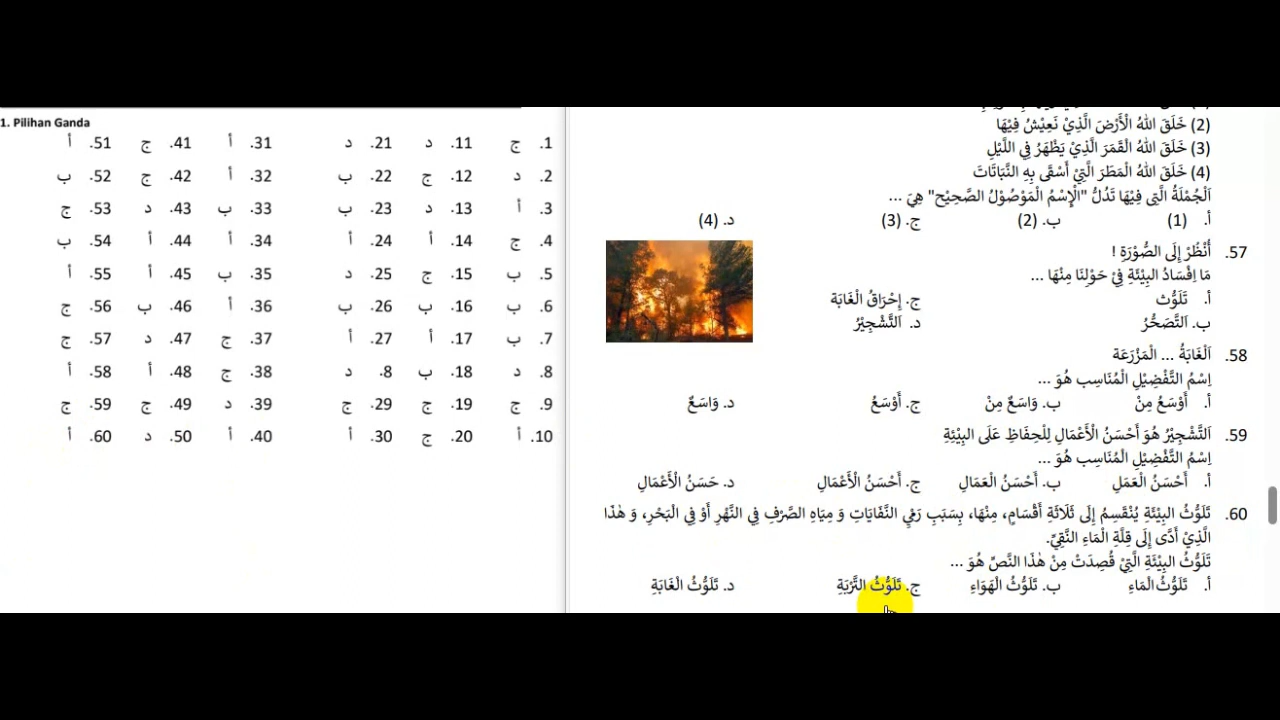 1. Pilihan Ganda
1. ج 11. د 21. د 31. أ 41. ج 51. أ
2. د 12. ج 22. ب 32. أ 42. ج 52. ب
3. أ 13. د 23. ب 33. ب 43. د 53. ج
4. ج 14. أ 24. أ 34. أ 44. أ 54. ب
5. ب 15. ج 25. د 35. ب 45. أ 55. أ
6. ب 16. ب 26. ب 36. أ 46. ب 56. ج
7. ب 17. أ 27. أ 37. ج 47. د 57. ج
8. د 18. ب 8. د 38. ج 48. أ 58. أ
9. ج 19. ج 29. ج 39. د 49. ج 59. ج
10. أ 20. ج 30. أ 40. أ 50. د 60. أ
(2) خَلَقَ اللهُ الْأَرْضَ الَّذِيْ نَعِيْشُ فِيْهَا
(3) خَلَقَ اللهُ الْقَمَرَ الَّذِيْ يَظْهَرُ فِي اللَّيْلِ
(4) خَلَقَ اللهُ الْمَطَرَ الَّتِيْ أَسْقَى بِهِ النَّبَاتَاتَ
اَلْجُمْلَةُ الَّتِى فِيْهَا تَدُلُّ "الْإِسْمُ الْمَوْصُوْلُ الصَّحِيْح" هِيَ ...
أ. (1) ب. (2) ج. (3) د. (4)
57. أُنْظُرْ إِلَى الصُّوْرَةِ !
مَا اِفْسَادُ البِيْئَةِ فِيْ حَوْلِنَا مِنْهَا ...
أ. تَلَوُّث ج. إِحْرَاقُ الْغَابَة
ب. اَلتَّصَحُّرُ د. اَلتَّشْجِيْرُ
58. اَلْغَابَةُ ... الْمَزْرَعَة
اِسْمُ التَّفْضِيْلِ الْمُنَاسِب هُوَ ...
أ. أَوْسَعُ مِنْ ب. وَاسَعٌ مِنْ ج. أَوْسَعُ د. وَاسَعٌ
59. اَلتَّشْجِيْرُ هُوَ أَحْسَنُ الْأَعْمَالِ لِلْحِفَاظِ عَلَى البِيْئِةِ
اِسْمُ التَّفْضِيْلِ الْمُنَاسِب هُوَ ...
أ. أَحْسَنُ الْعَمَلِ ب. أَحْسَنُ الْعَمَالِ ج. أَحْسَنُ الْأَعْمَالِ د. حَسَنُ الْأَعْمَالِ
60. تَلَوُّثُ البِيْئَةِ يُنْقَسِمُ إِلَى ثَلَاثَةِ أَقْسَامٍ، مِنْهَا، بِسَبَبِ رَمْيِ النَّفَايَاتِ وَ مِيَاهِ الصَّرْفِ فِي النَّهْرِ أَوْ فِي الْبَحْرِ، وَ هٰذَا
الَّذِيْ أَدَّى إِلَى قِلَّةِ الْمَاءِ النَّقِيِّ.
تَلَوُّثُ البِيْئَةِ الَّتِيْ قُصِدَتْ مِنْ هٰذَا النَّصِّ هُوَ ...
أ. تَلَوُّثُ الْمَاءِ ب. تَلَوُّثُ الْهَوَاءِ ج. تَلَوُّثُ التُّرْبَةِ د. تَلَوُّثُ الْغَابَةِ